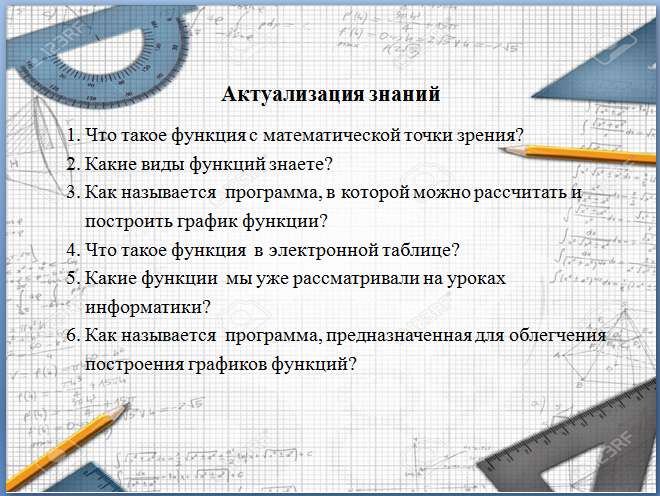 Актуализация знаний
1. Что такое функция с математической точки зрения?
2. Какие виды функций знаете?
3. Как называется программа, в которой можно рассчитать и
построить график функции?
4. Что такое функция в электронной таблице?
5. Какие функции мы уже рассматривали на уроках
информатики?
6. Как называется программа, предназначенная для облегчения
построения графиков функций?